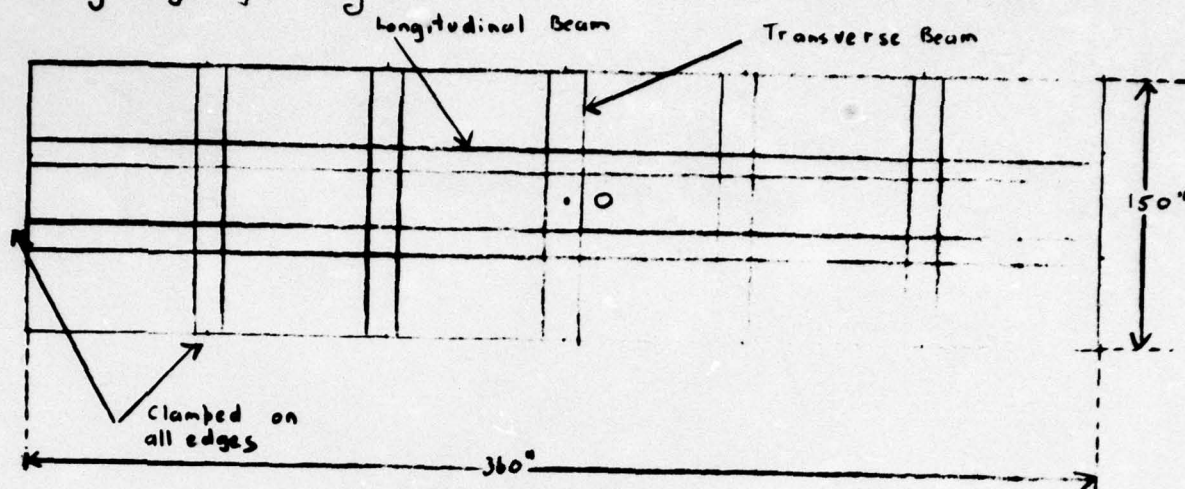 Longitudinal Beam
Transverse Beam
O
150"
Clamped on
all edges
360"